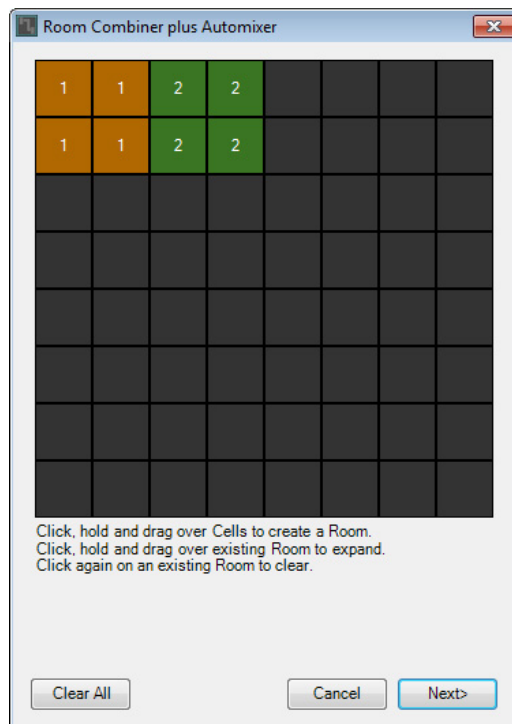 Room Combiner plus Automixer
1 1 2 2
1 1 2 2
Click, hold and drag over Cells to create a Room.
Click, hold and drag over existing Room to expand.
Click again on an existing Room to clear.
Clear All Cancel Next>